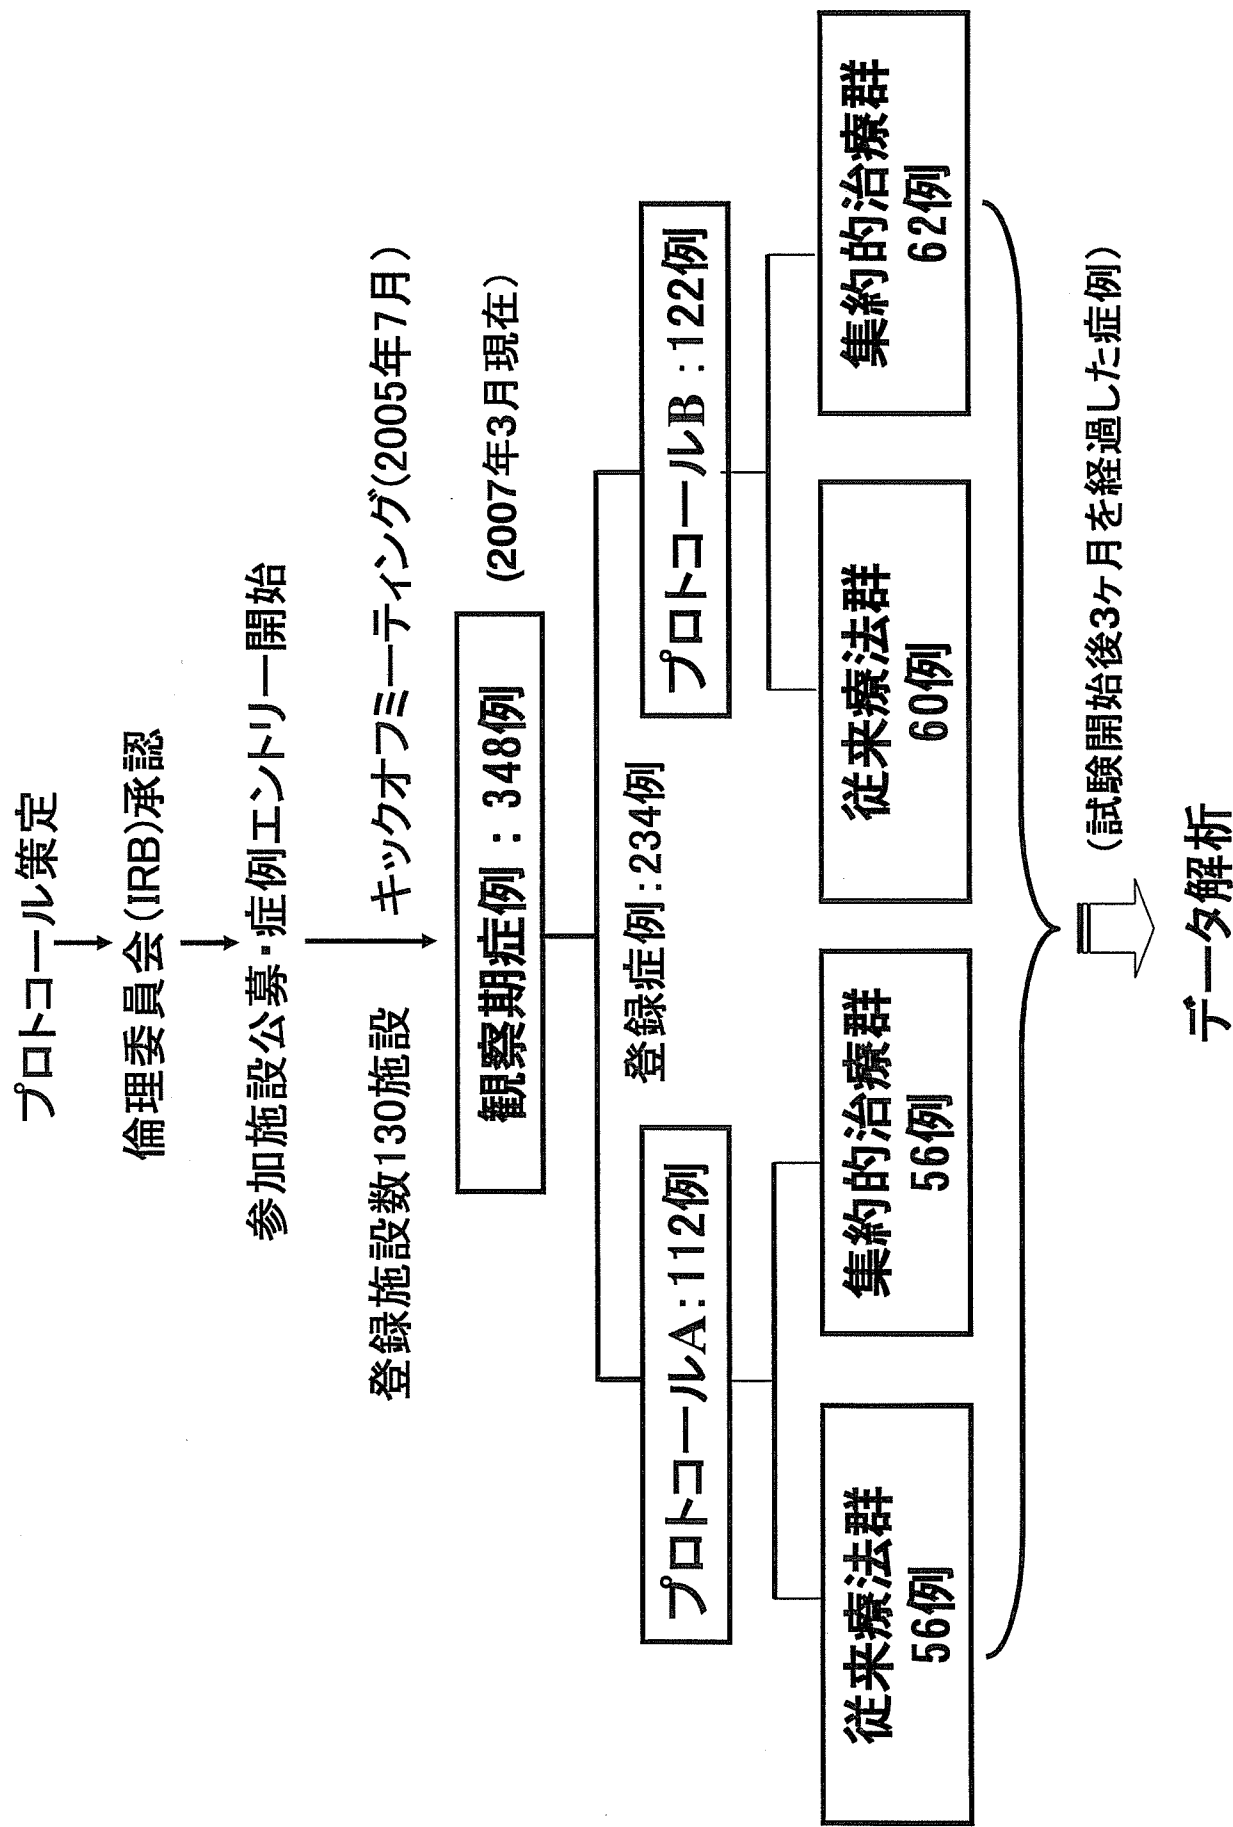 プロトコール策定
倫理委員会(IRB)承認
参加施設公募・症例エントリー開始
登録施設数130施設
キックオフミーティング(2005年7月)
観察期症例:348例
(2007年3月現在)
登録症例:234例
プロトコールA:112例
プロトコールB:122例
従来療法群
56例
集約的治療群
56例
従来療法群
60例
集約的治療群
62例
(試験開始後3ヶ月を経過した症例)
データ解析